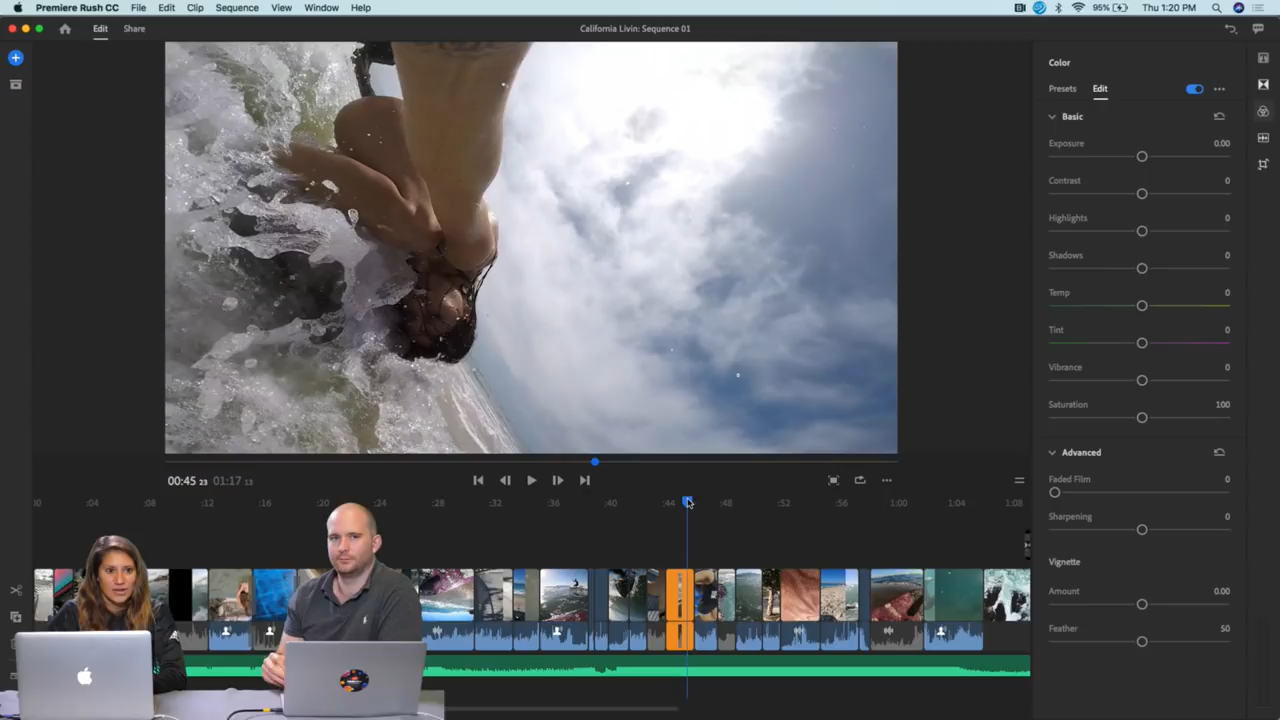 Premiere Rush CC File Edit Clip Sequence View Window Help 95% Thu 1:20 PM
Edit Share California Livin: Sequence 01
Color
Presets Edit
Basic
Exposure 0.00
Contrast 0
Highlights 0
Shadows 0
Temp 0
Tint 0
Vibrance 0
Saturation 100
Advanced
Faded Film 0
Sharpening 0
Vignette
Amount 0.00
Feather 50
00:45 23 01:17 13
:00 :04 :08 :12 :16 :20 :24 :28 :32 :36 :40 :44 :48 :52 :56 1:00 1:04 1:08